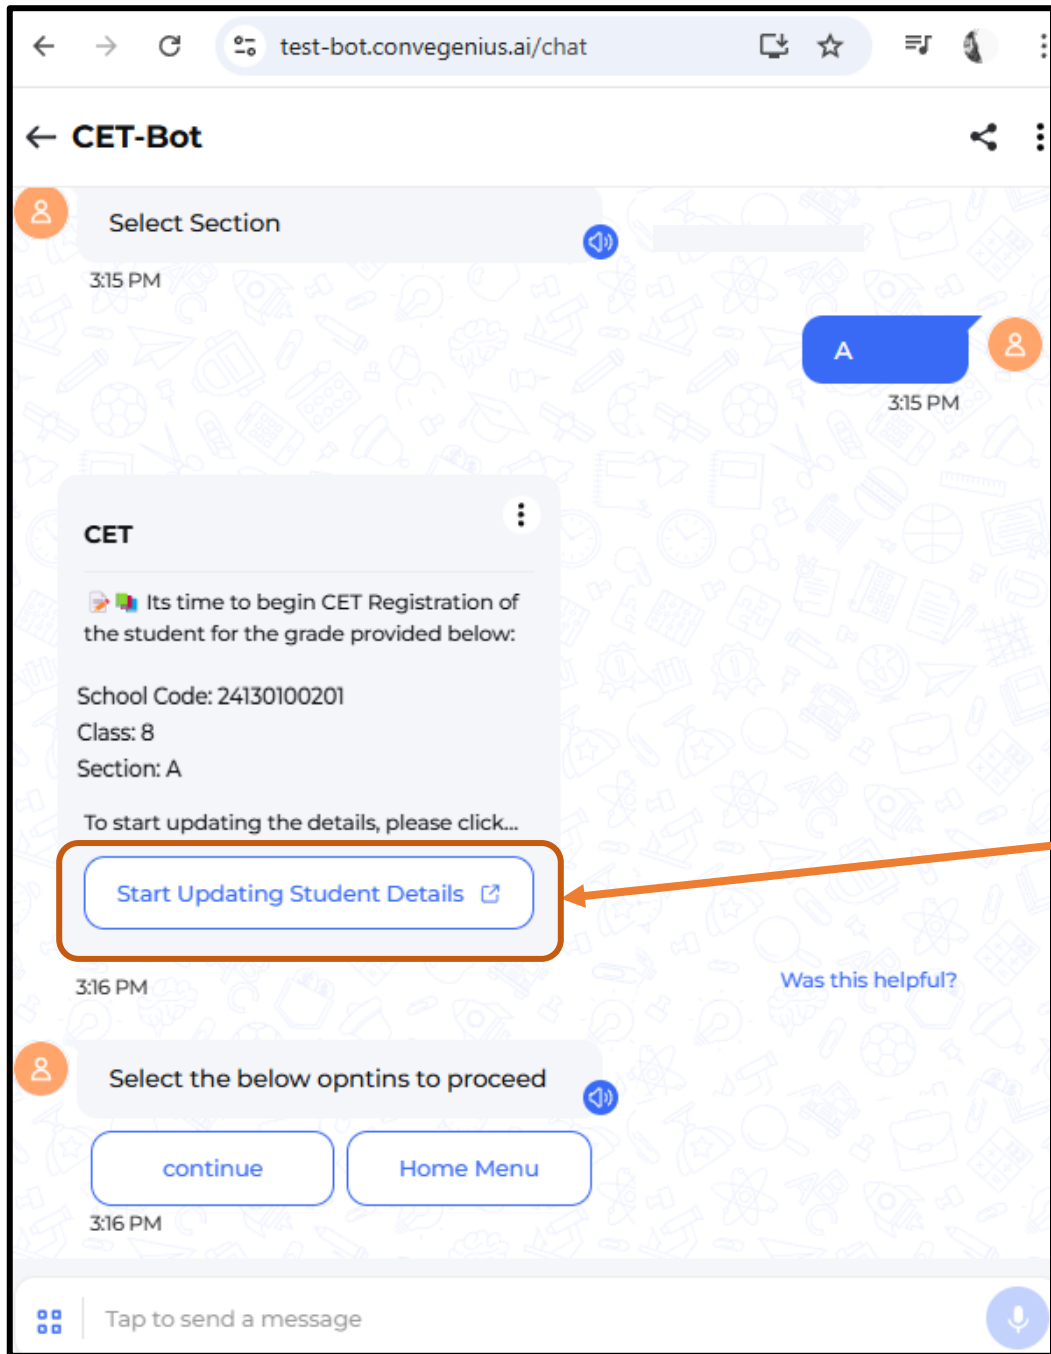 test-bot.convegenius.ai/chat
CET-Bot
Select Section
3:15 PM
A
3:15 PM
CET
Its time to begin CET Registration of
the student for the grade provided below:
School Code: 24130100201
Class: 8
Section: A
To start updating the details, please click...
Start Updating Student Details
3:16 PM
Was this helpful?
Select the below opntins to proceed
continue
Home Menu
3:16 PM
Tap to send a message